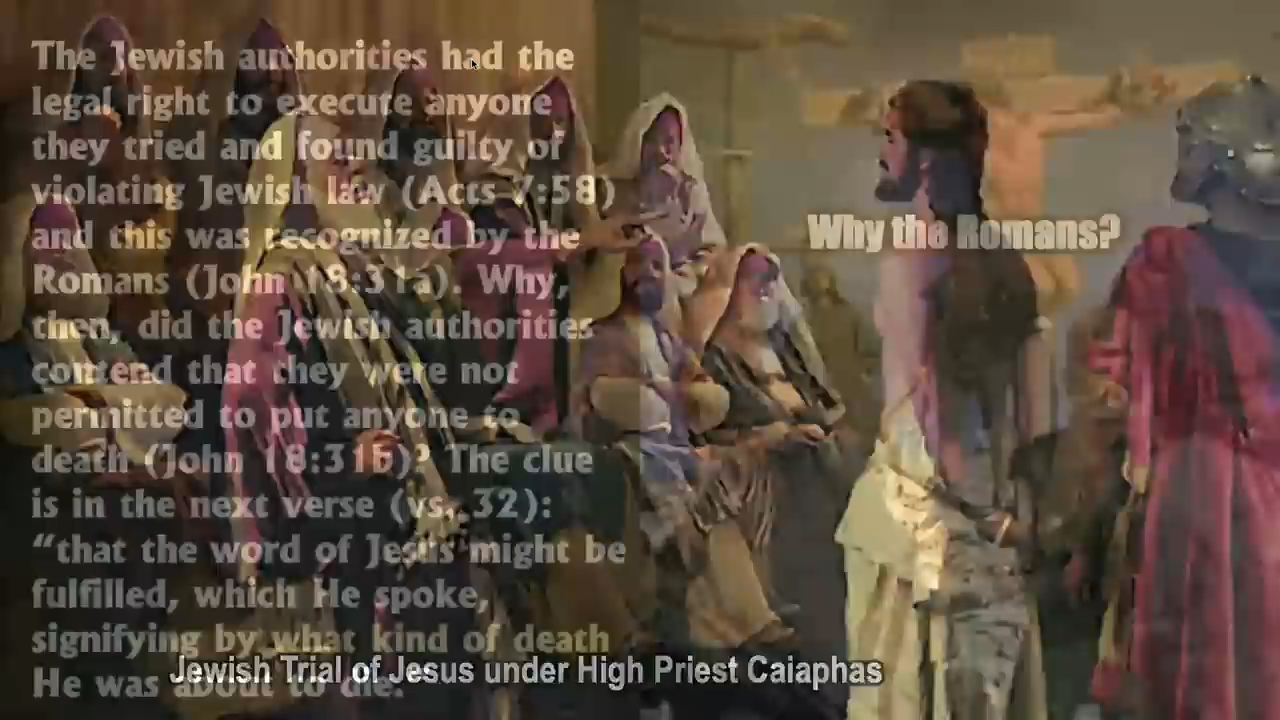 The Jewish authorities had the
legal right to execute anyone
they tried and found guilty of
violating Jewish law (Acts 7:58)
and this was recognized by the
Romans (John 18:31a). Why,
then, did the Jewish authorities
contend that they were not
permitted to put anyone to
death (John 18:31b)? The clue
is in the next verse (vs. 32):
“that the word of Jesus might be
fulfilled, which He spoke,
signifying by what kind of death
He was about to die.
Why the Romans?
Jewish Trial of Jesus under High Priest Caiaphas